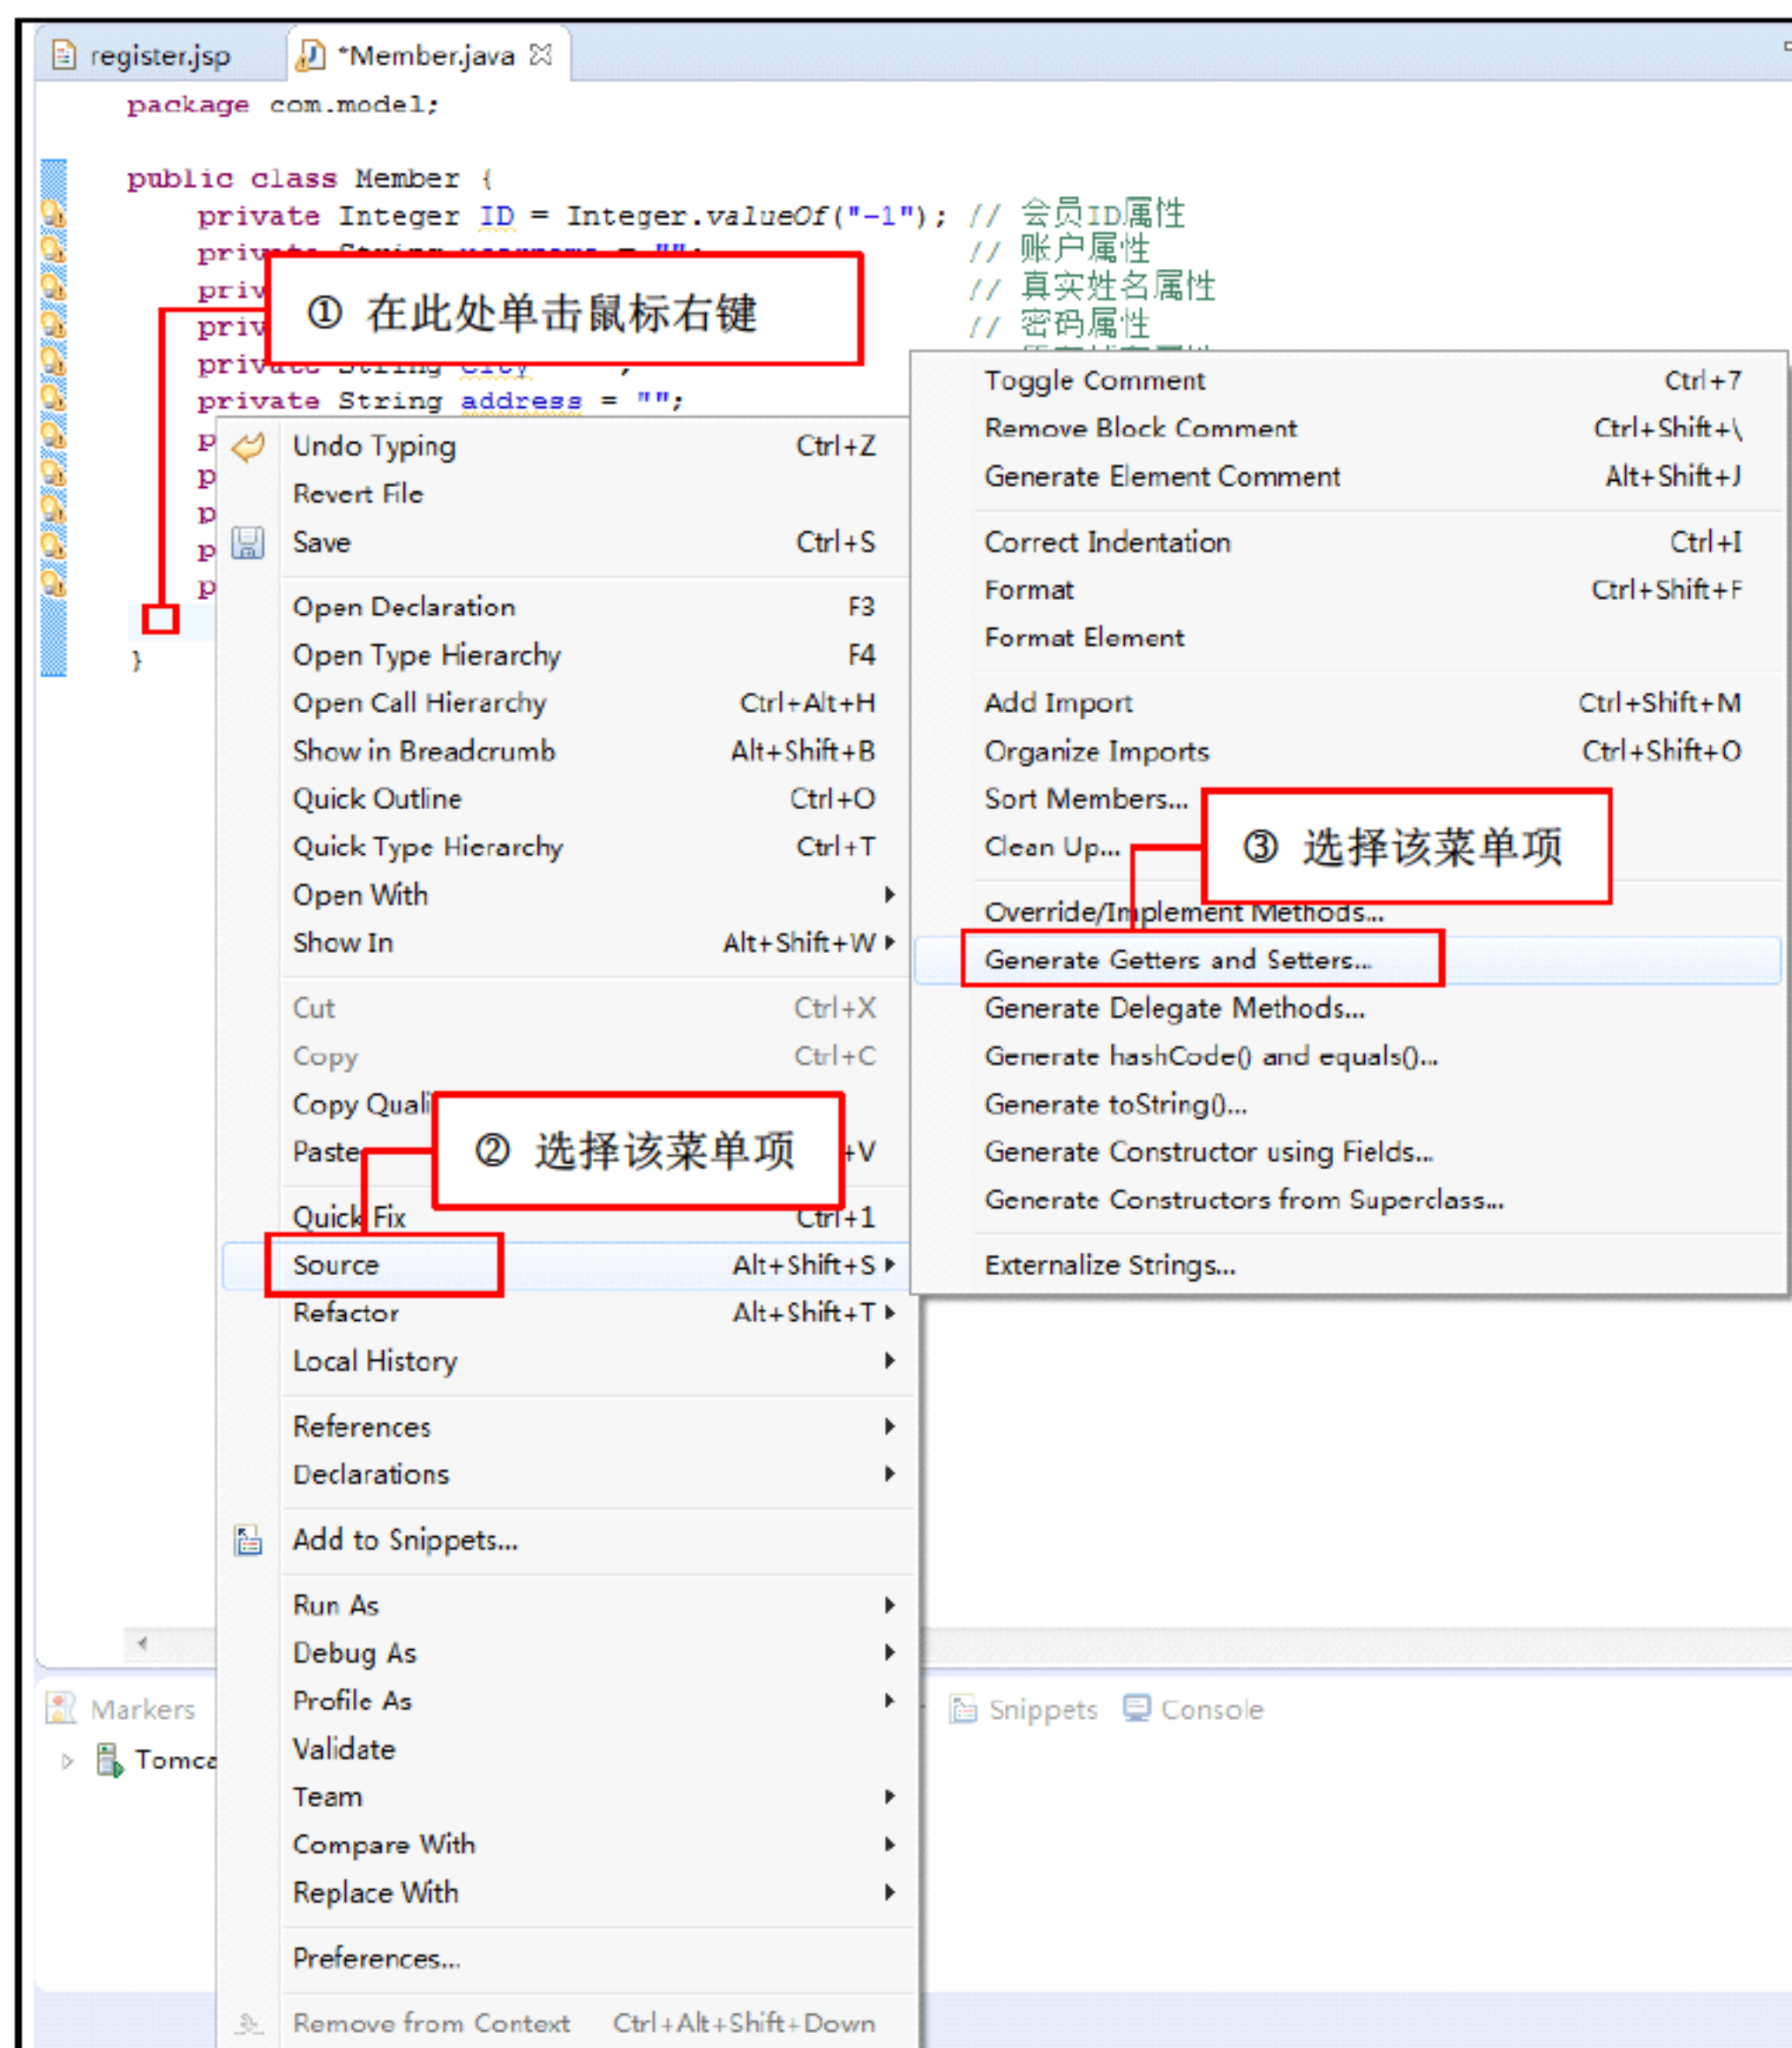 register.jsp
*Member.java
package com.model;
public class Member {
private Integer ID = Integer.valueOf("-1"); // 会员ID属性
// 账户属性
// 真实姓名属性
// 密码属性
① 在此处单击鼠标右键
private String address = "";
}
Undo Typing Ctrl+Z
Revert File
Save Ctrl+S
Open Declaration F3
Open Type Hierarchy F4
Open Call Hierarchy Ctrl+Alt+H
Show in Breadcrumb Alt+Shift+B
Quick Outline Ctrl+O
Quick Type Hierarchy Ctrl+T
Open With
Show In Alt+Shift+W
Cut Ctrl+X
Copy Ctrl+C
Copy Quali
Paste +V
② 选择该菜单项
Quick Fix Ctrl+1
Source Alt+Shift+S
Refactor Alt+Shift+T
Local History
References
Declarations
Add to Snippets...
Run As
Debug As
Profile As
Validate
Team
Compare With
Replace With
Preferences...
Remove from Context Ctrl+Alt+Shift+Down
Toggle Comment Ctrl+7
Remove Block Comment Ctrl+Shift+\
Generate Element Comment Alt+Shift+J
Correct Indentation Ctrl+I
Format Ctrl+Shift+F
Format Element
Add Import Ctrl+Shift+M
Organize Imports Ctrl+Shift+O
Sort Members...
Clean Up...
③ 选择该菜单项
Override/Implement Methods...
Generate Getters and Setters...
Generate Delegate Methods...
Generate hashCode() and equals()...
Generate toString()...
Generate Constructor using Fields...
Generate Constructors from Superclass...
Externalize Strings...
Markers
Snippets
Console
Tomca